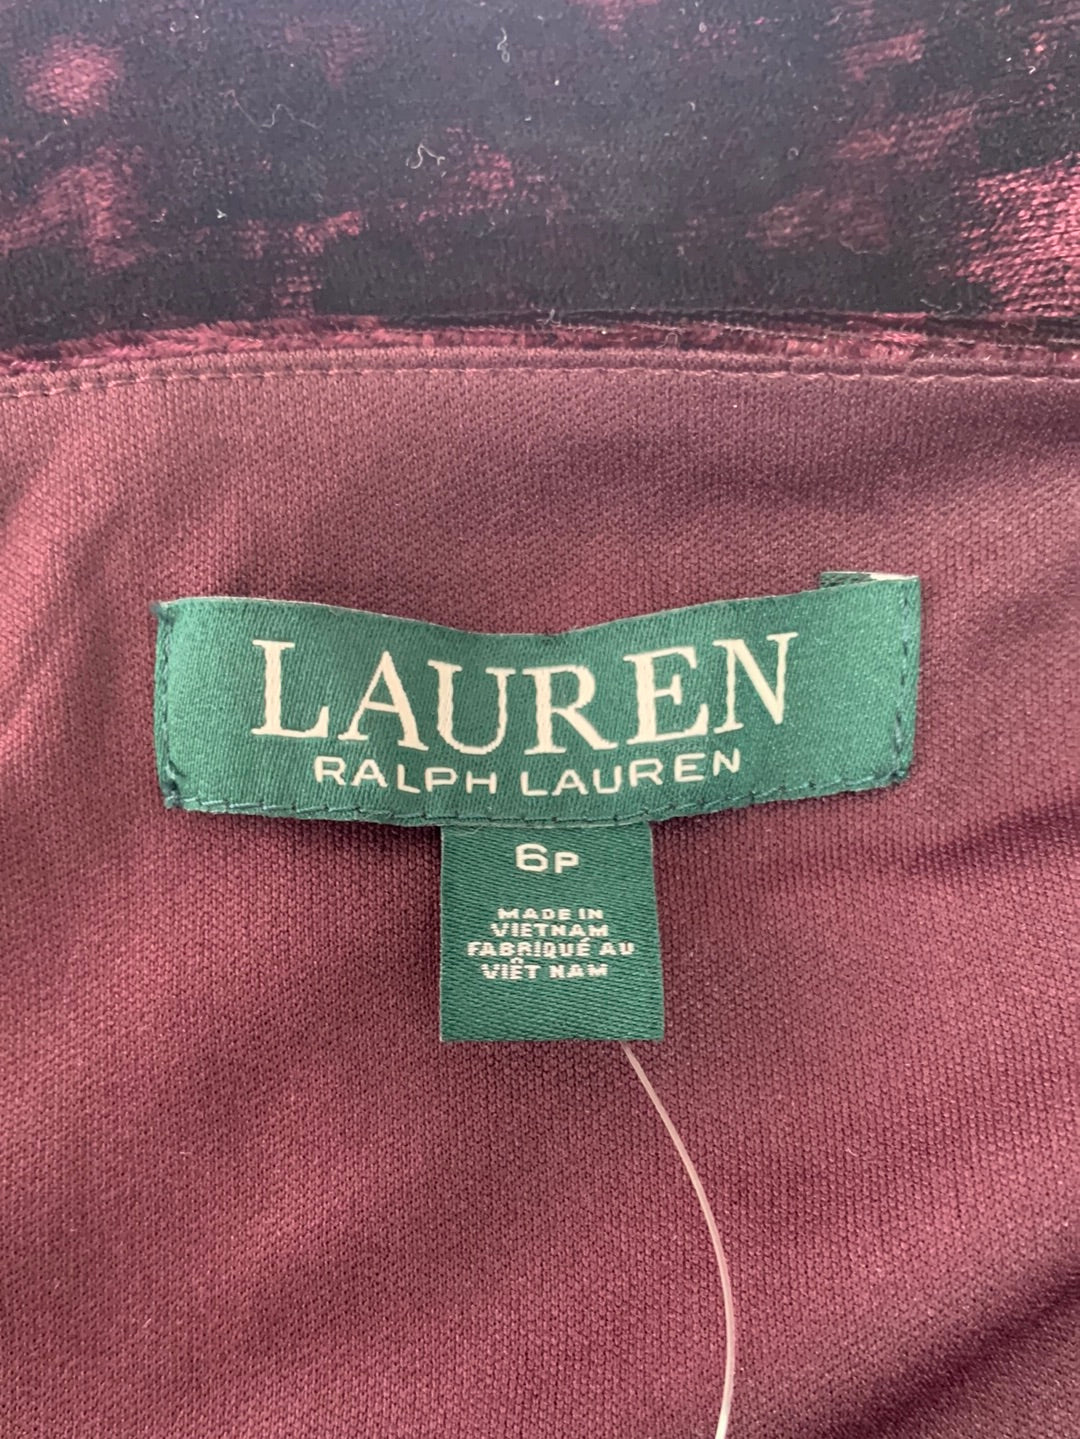 LAUREN
RALPH LAUREN
6P
MADE IN
VIETNAM
FABRIQUÉ AU
VIÊT NAM